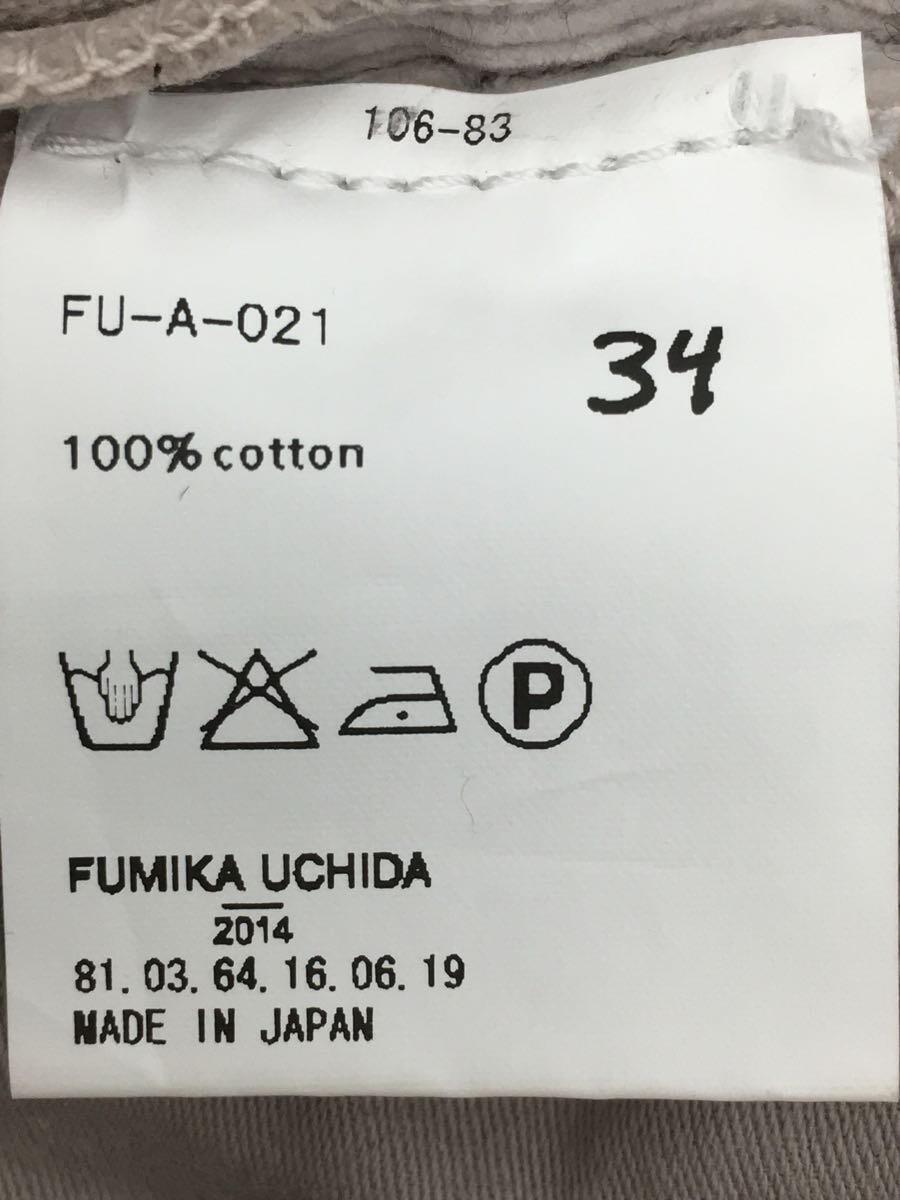 106-83
FU-A-021
34
100% cotton
P
FUMIKA UCHIDA
2014
81. 03. 64. 16. 06. 19
MADE IN JAPAN